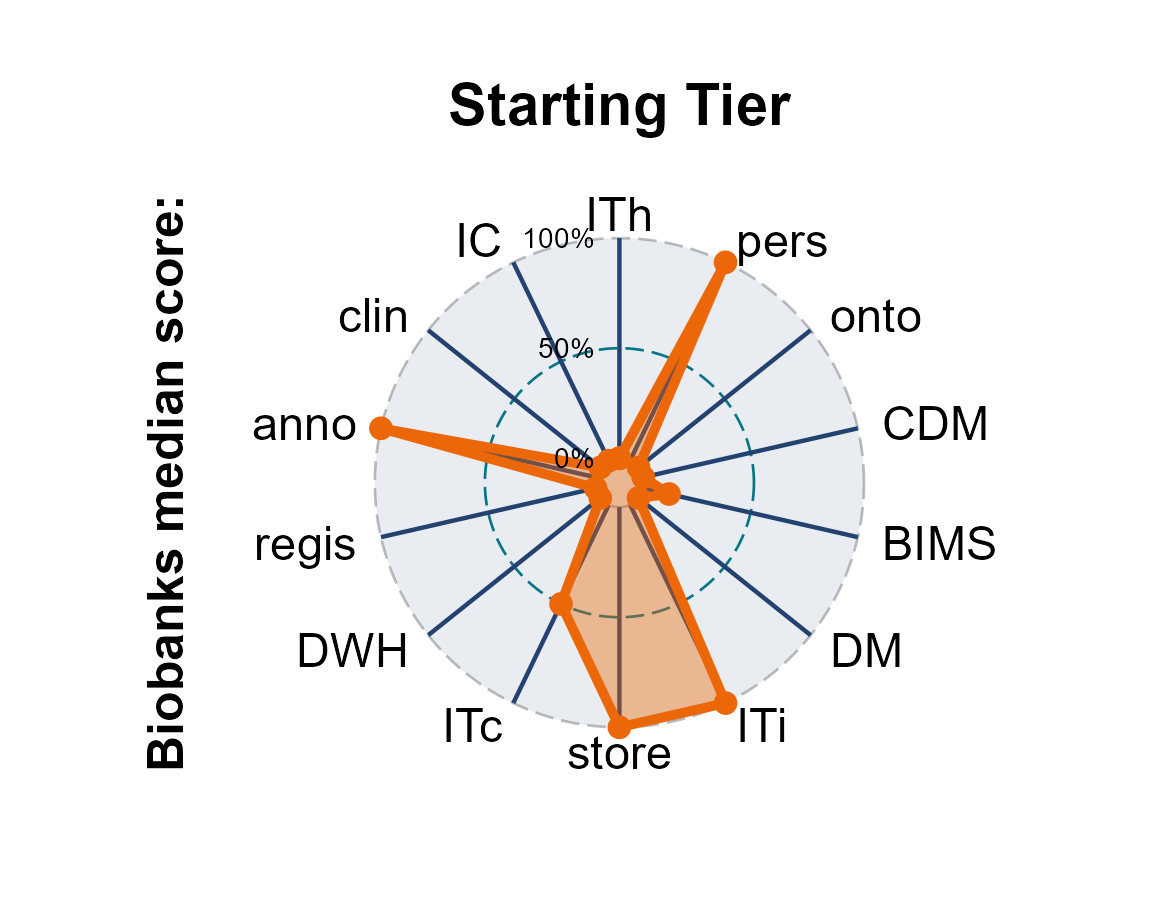 Starting Tier
Biobanks median score:
ITh
pers
onto
CDM
BIMS
DM
ITi
store
ITc
DWH
regis
anno
clin
IC
100%
50%
0%